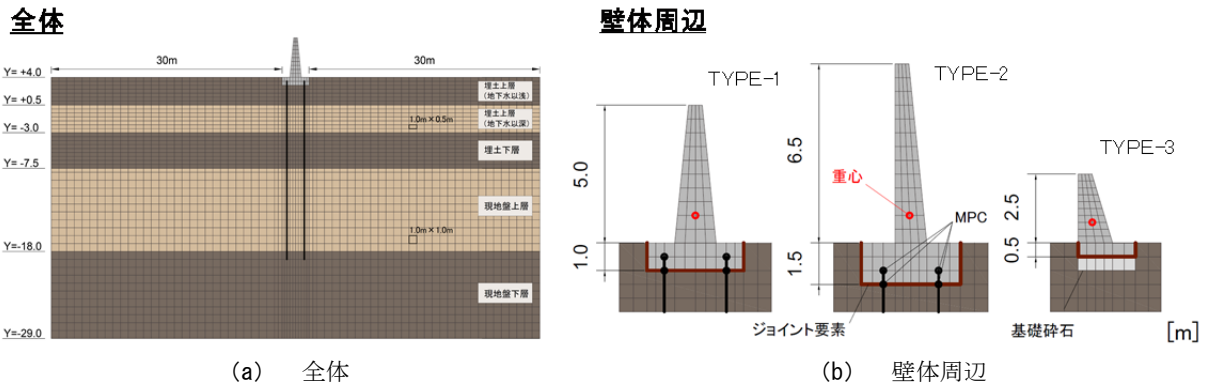 全体
30m
30m
Y= +4.0
Y= +0.5
Y= -3.0
Y= -7.5
Y=-18.0
Y=-29.0
埋土上層
(地下水以浅)
埋土上層
(地下水以深)
1.0m×0.5m
埋土下層
現地盤上層
1.0m×1.0m
現地盤下層
(a) 全体
壁体周辺
TYPE-1
5.0
1.0
TYPE-2
6.5
1.5
重心
MPC
ジョイント要素
TYPE-3
2.5
0.5
基礎砕石
[m]
(b) 壁体周辺